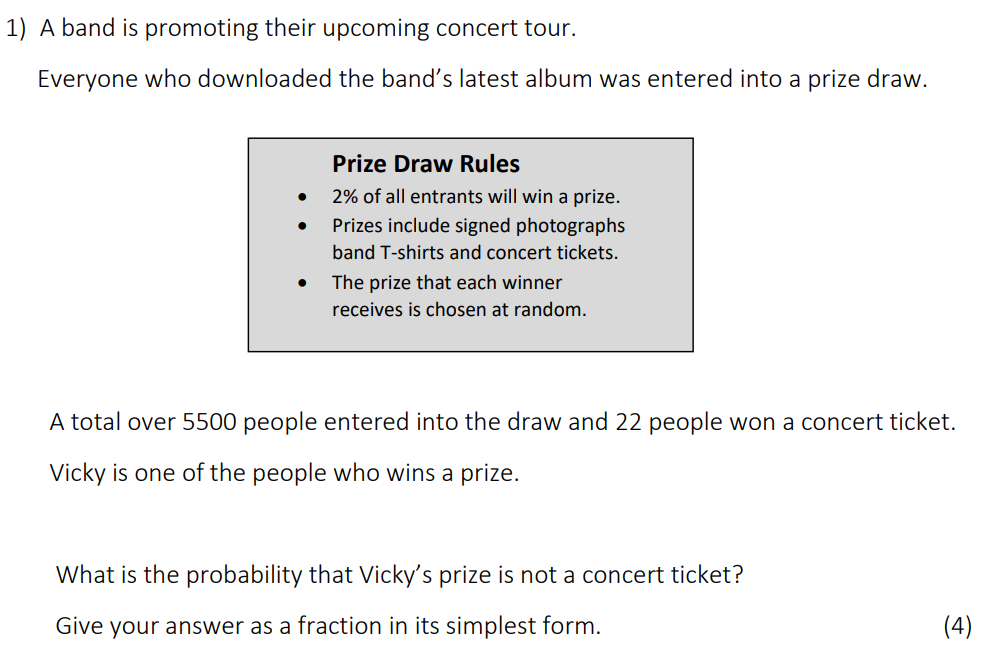 1) A band is promoting their upcoming concert tour.
Everyone who downloaded the band’s latest album was entered into a prize draw.
Prize Draw Rules
• 2% of all entrants will win a prize.
• Prizes include signed photographs
band T-shirts and concert tickets.
• The prize that each winner
receives is chosen at random.
A total over 5500 people entered into the draw and 22 people won a concert ticket.
Vicky is one of the people who wins a prize.
What is the probability that Vicky’s prize is not a concert ticket?
Give your answer as a fraction in its simplest form. (4)